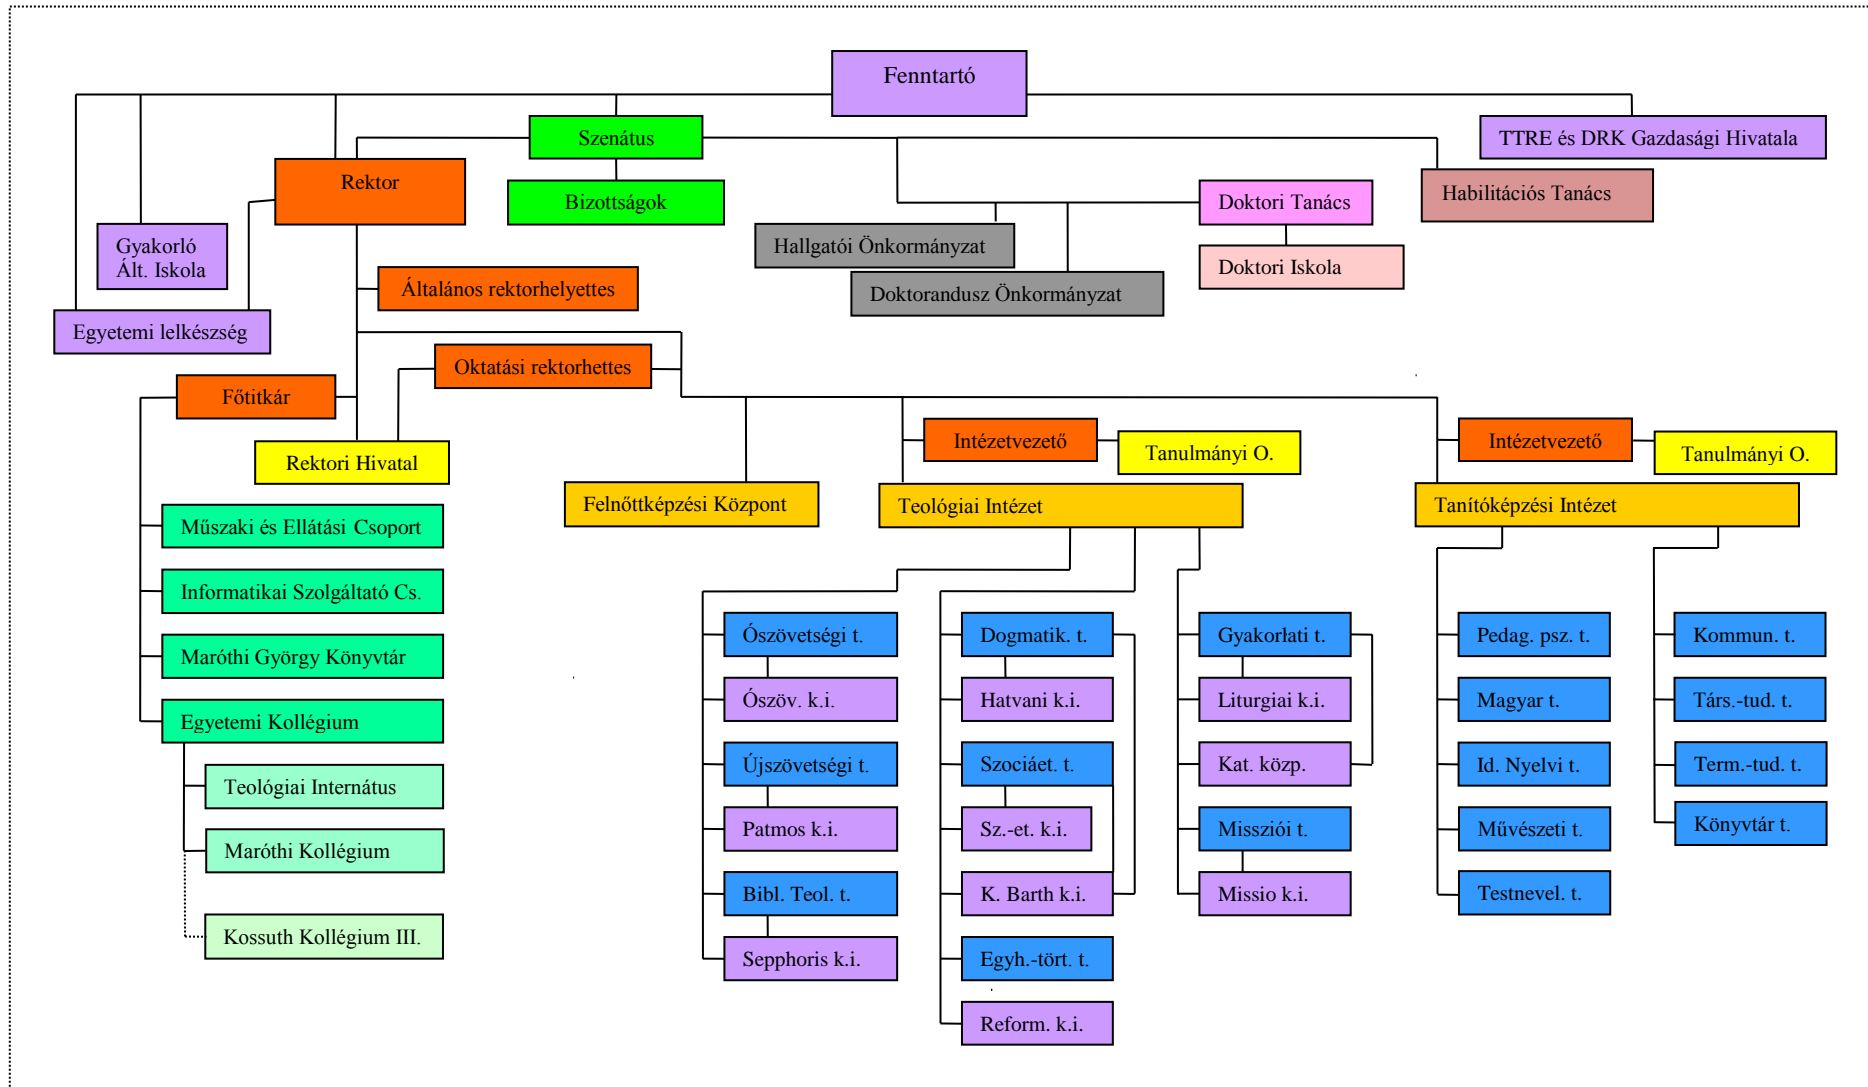 Fenntartó
Szenátus
TTRE és DRK Gazdasági Hivatala
Rektor
Bizottságok
Doktori Tanács
Habilitációs Tanács
Gyakorló
Ált. Iskola
Hallgatói Önkormányzat
Doktori Iskola
Általános rektorhelyettes
Doktorandusz Önkormányzat
Egyetemi lelkészség
Oktatási rektorhettes
Főtitkár
Intézetvezető
Tanulmányi O.
Intézetvezető
Tanulmányi O.
Rektori Hivatal
Felnőttképzési Központ
Teológiai Intézet
Tanítóképzési Intézet
Műszaki és Ellátási Csoport
Informatikai Szolgáltató Cs.
Maróthi György Könyvtár
Egyetemi Kollégium
Teológiai Internátus
Maróthi Kollégium
Kossuth Kollégium III.
Ószövetségi t.
Ószöv. k.i.
Újszövetségi t.
Patmos k.i.
Bibl. Teol. t.
Sepphoris k.i.
Dogmatik. t.
Hatvani k.i.
Szociáet. t.
Sz.-et. k.i.
K. Barth k.i.
Egyh.-tört. t.
Reform. k.i.
Gyakorlati t.
Liturgiai k.i.
Kat. közp.
Missziói t.
Missio k.i.
Pedag. psz. t.
Magyar t.
Id. Nyelvi t.
Művészeti t.
Testnevel. t.
Kommun. t.
Társ.-tud. t.
Term.-tud. t.
Könyvtár t.